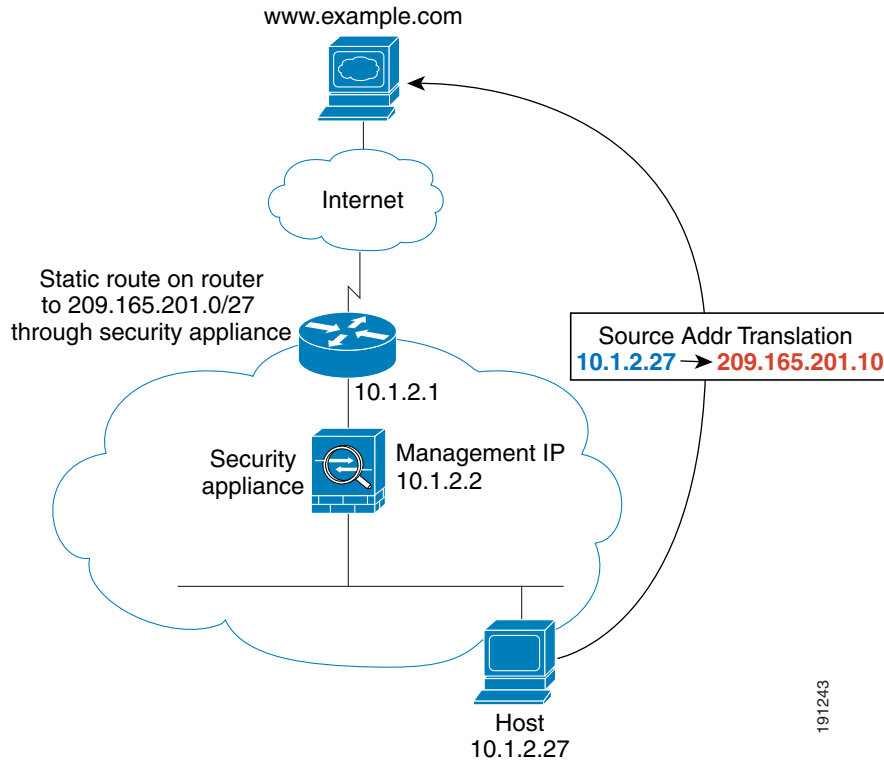 www.example.com
Internet
Static route on router
to 209.165.201.0/27
through security appliance
Source Addr Translation
10.1.2.27 209.165.201.10
10.1.2.1
Security
appliance
Management IP
10.1.2.2
Host
10.1.2.27
191243